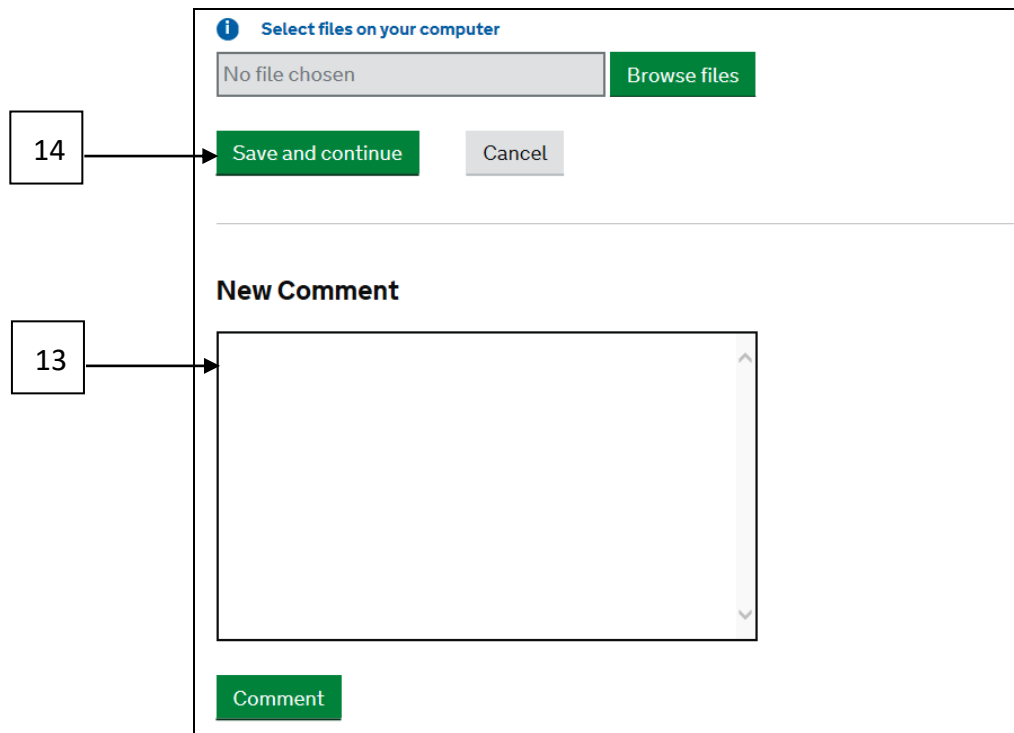 i Select files on your computer
No file chosen Browse files
14 Save and continue Cancel
New Comment
13
Comment